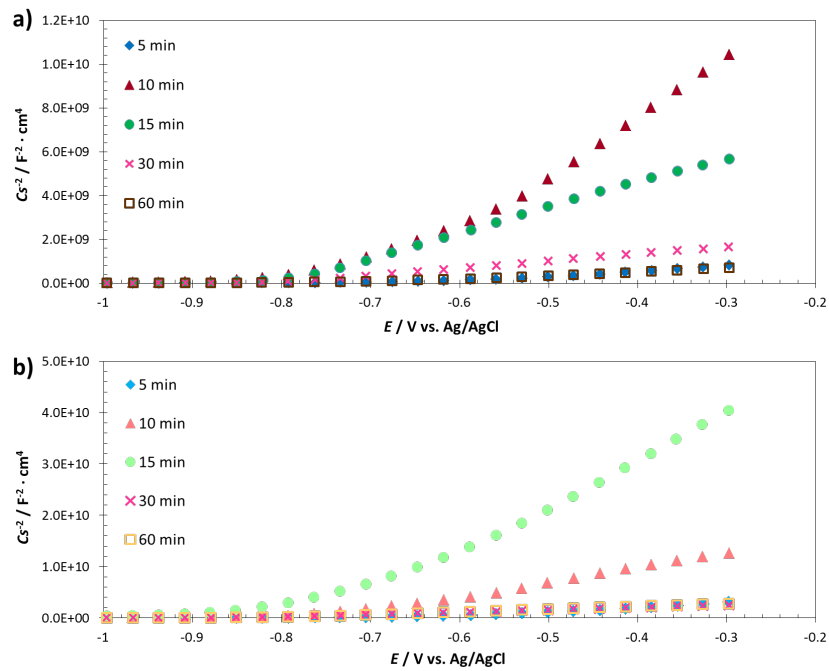 a)
Cs⁻² / F⁻² · cm⁴
1.2E+10
1.0E+10
8.0E+09
6.0E+09
4.0E+09
2.0E+09
0.0E+00
5 min
10 min
15 min
30 min
60 min
-1 -0.9 -0.8 -0.7 -0.6 -0.5 -0.4 -0.3 -0.2
E / V vs. Ag/AgCl
b)
Cs⁻² / F⁻² · cm⁴
5.0E+10
4.0E+10
3.0E+10
2.0E+10
1.0E+10
0.0E+00
5 min
10 min
15 min
30 min
60 min
-1 -0.9 -0.8 -0.7 -0.6 -0.5 -0.4 -0.3 -0.2
E / V vs. Ag/AgCl